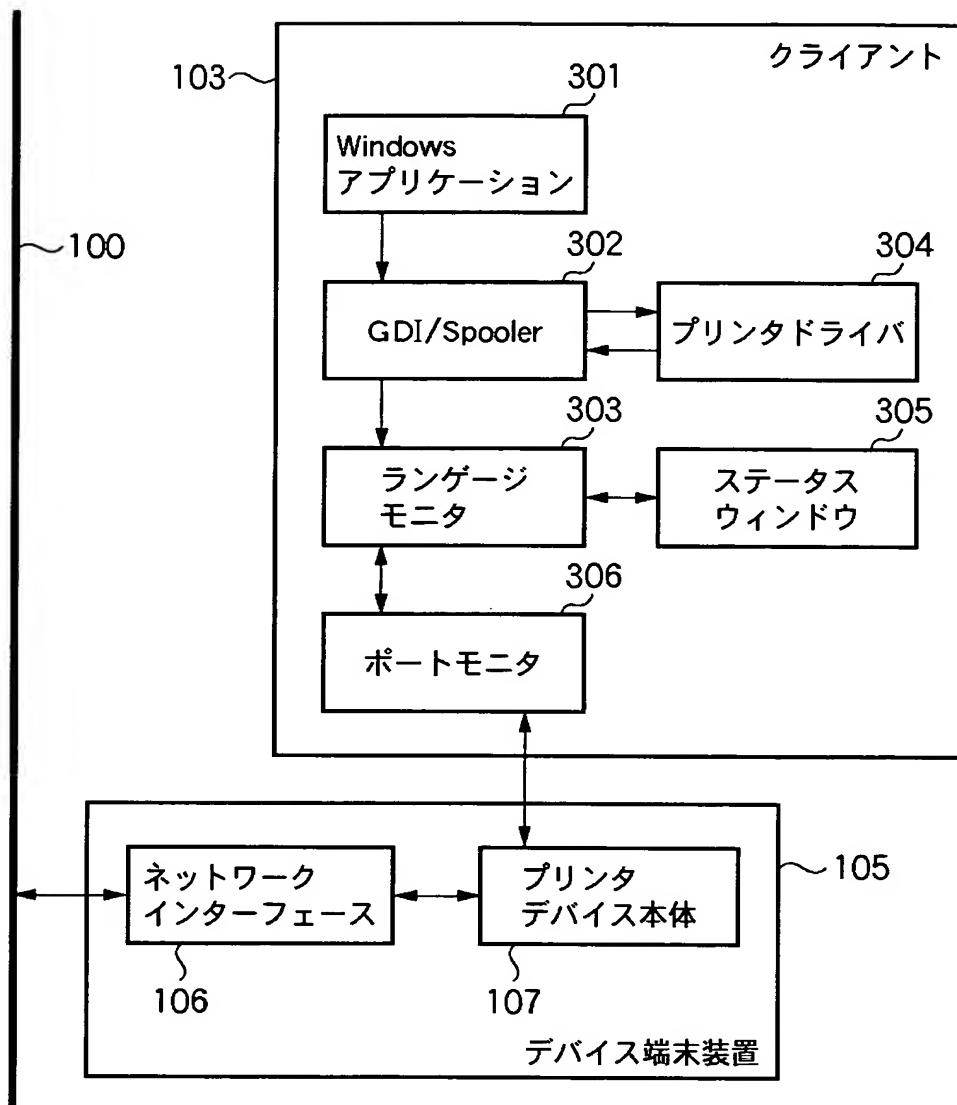 クライアント
103
301
Windows
アプリケーション
100
302
304
GDI/Spooler
プリンタドライバ
303
305
ランゲージ
モニタ
ステータス
ウィンドウ
306
ポートモニタ
105
ネットワーク
インターフェース
プリンタ
デバイス本体
106
107
デバイス端末装置